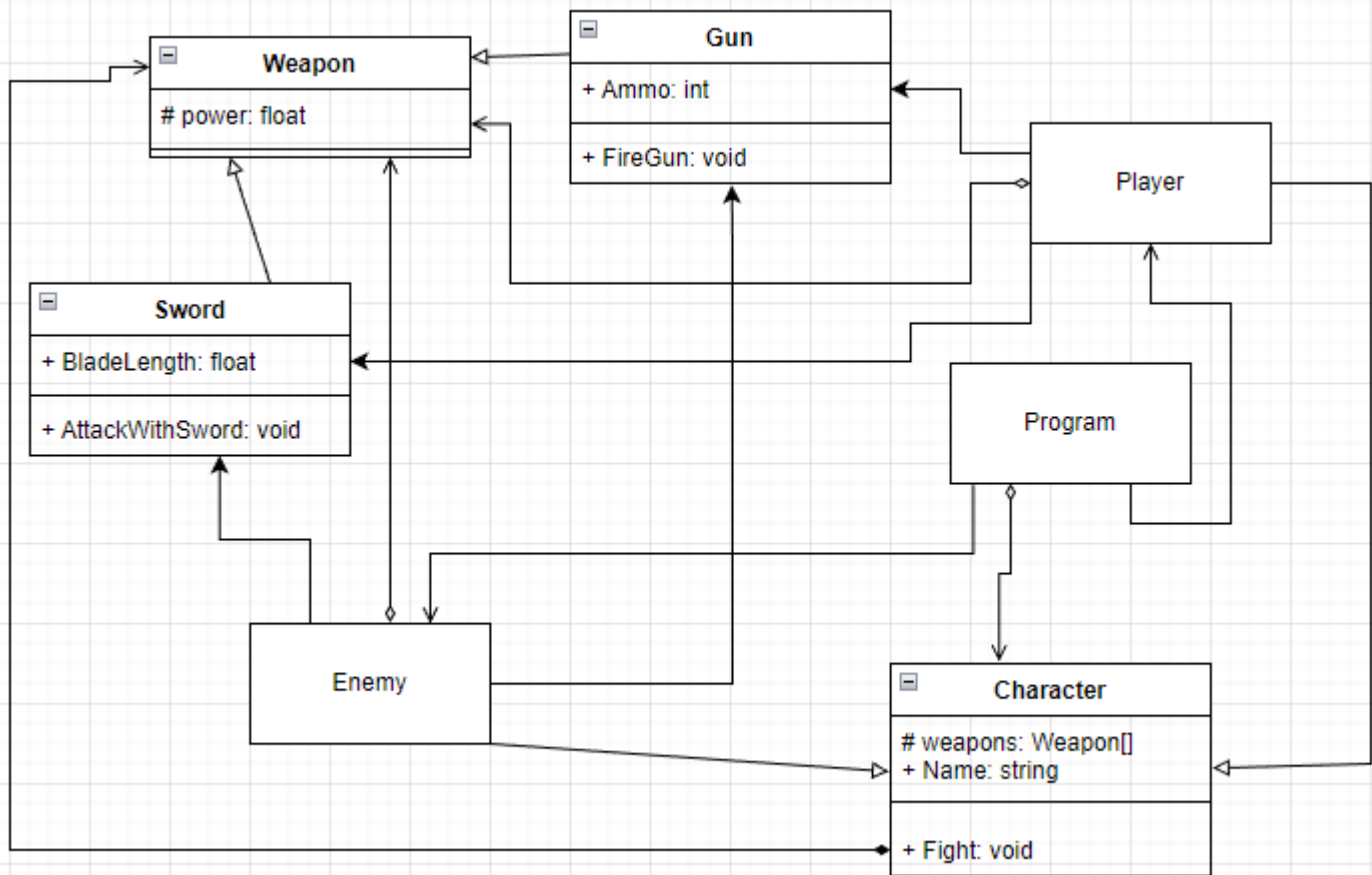 Weapon
# power: float
Gun
+ Ammo: int
+ FireGun: void
Player
Sword
+ BladeLength: float
+ AttackWithSword: void
Program
Enemy
Character
# weapons: Weapon[]
+ Name: string
+ Fight: void